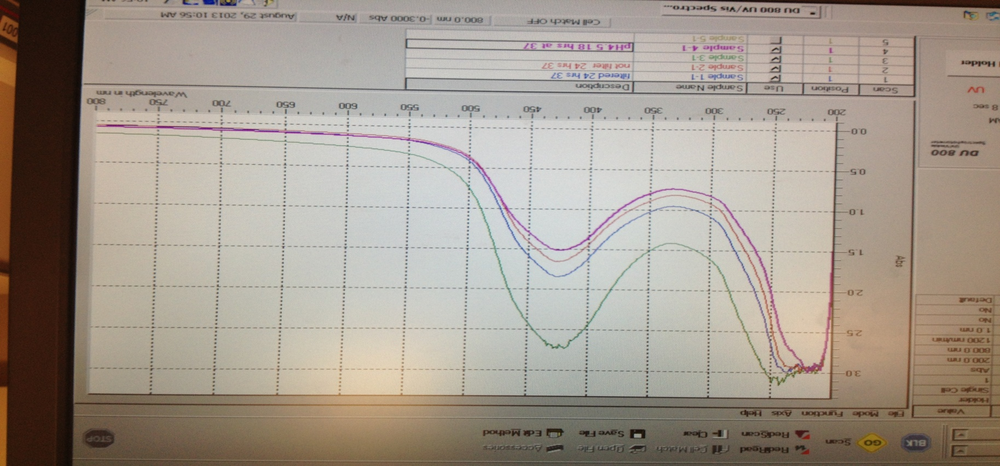 BLK
GO
Scan
RediRead
Cell Match
Open File
Accessories
RediScan
Clear
Save File
Edit Method
STOP
File Mode Function Axis Help
Value
Holder
Single Cell
1
Abs
200.0 nm
800.0 nm
1200 nm/min
1.0 nm
No
No
Default
DU 800
Spectrophotometer
AM
8 sec
UV
Holder
Abs
3.0
2.5
2.0
1.5
1.0
0.5
0.0
200 250 300 350 400 450 500 550 600 650 700 750 800
Wavelength in nm
Scan Position Use Sample Name Description
1 1 Sample 1-1 filtered 24 hrs 37
2 1 Sample 2-1 not filter 24 hrs 37
3 1 Sample 3-1
4 1 Sample 4-1 pH4.5 18 hrs at 37
5 1 Sample 5-1
Cell Match OFF 800.0 nm -0.3000 Abs N/A August 29, 2013 10:56 AM
DU 800 UV/Vis Spectro...
10:56 AM
001